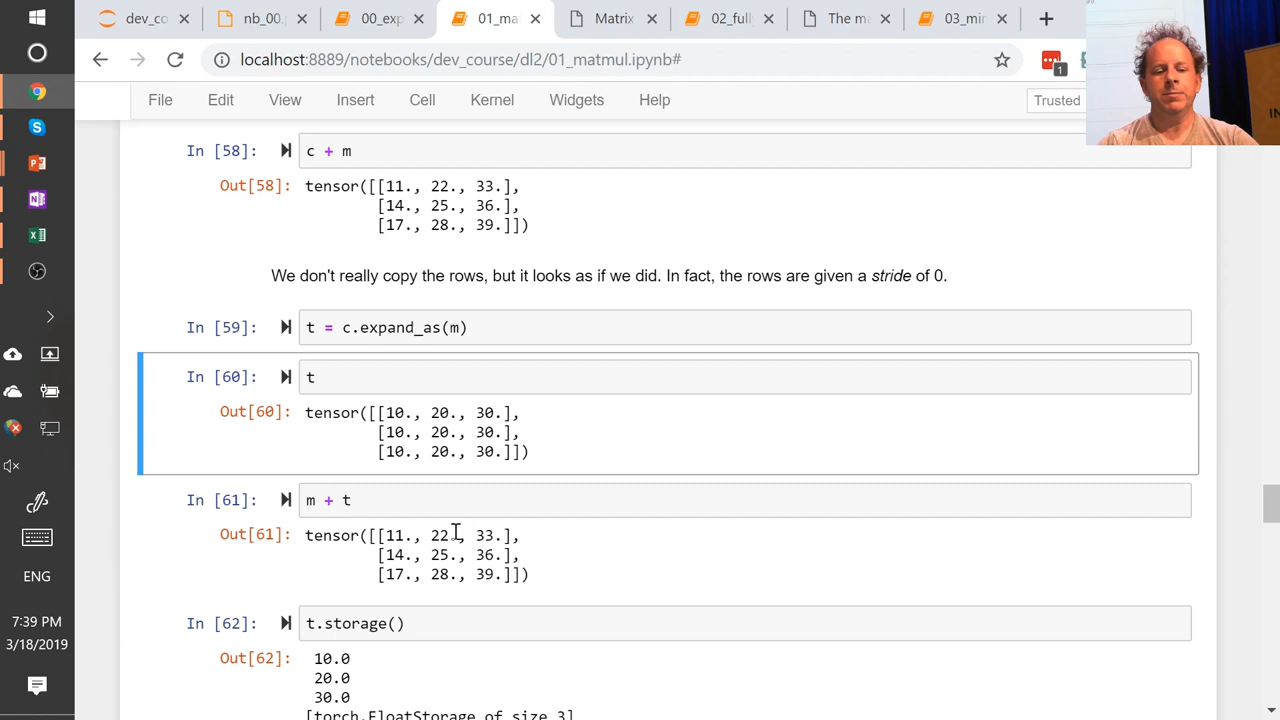 dev_co
nb_00.
00_exp
01_ma
Matrix
02_full
The ma
03_mir
localhost:8889/notebooks/dev_course/dl2/01_matmul.ipynb#
1
File Edit View Insert Cell Kernel Widgets Help
Trusted
IN
In [58]: c + m
Out[58]: tensor([[11., 22., 33.],
[14., 25., 36.],
[17., 28., 39.]])
We don't really copy the rows, but it looks as if we did. In fact, the rows are given a stride of 0.
In [59]: t = c.expand_as(m)
In [60]: t
Out[60]: tensor([[10., 20., 30.],
[10., 20., 30.],
[10., 20., 30.]])
In [61]: m + t
Out[61]: tensor([[11., 22., 33.],
[14., 25., 36.],
[17., 28., 39.]])
In [62]: t.storage()
Out[62]: 10.0
20.0
30.0
[torch.FloatStorage of size 3]
ENG
7:39 PM
3/18/2019